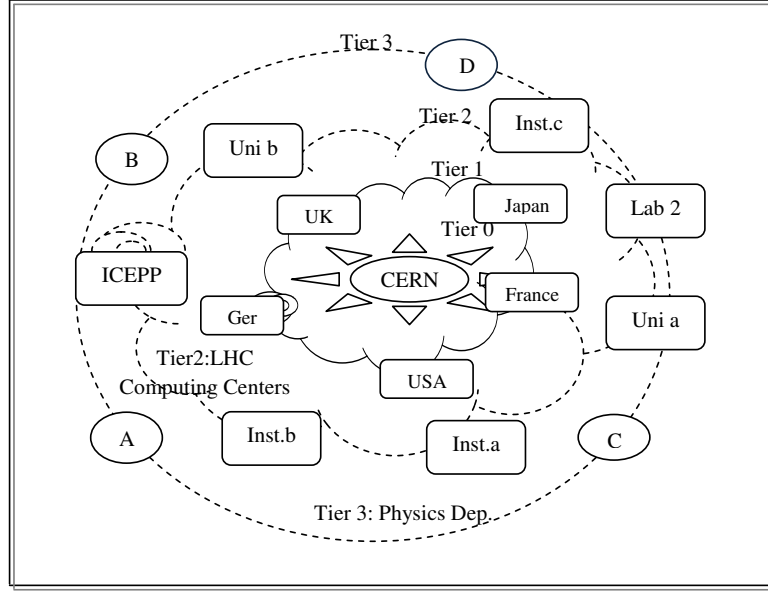 Tier 3
D
Tier 2
Inst.c
B
Uni b
Tier 1
UK
Japan
Lab 2
Tier 0
ICEPP
CERN
France
Ger
Uni a
Tier2:LHC
Computing Centers
USA
A
Inst.b
Inst.a
C
Tier 3: Physics Dep.